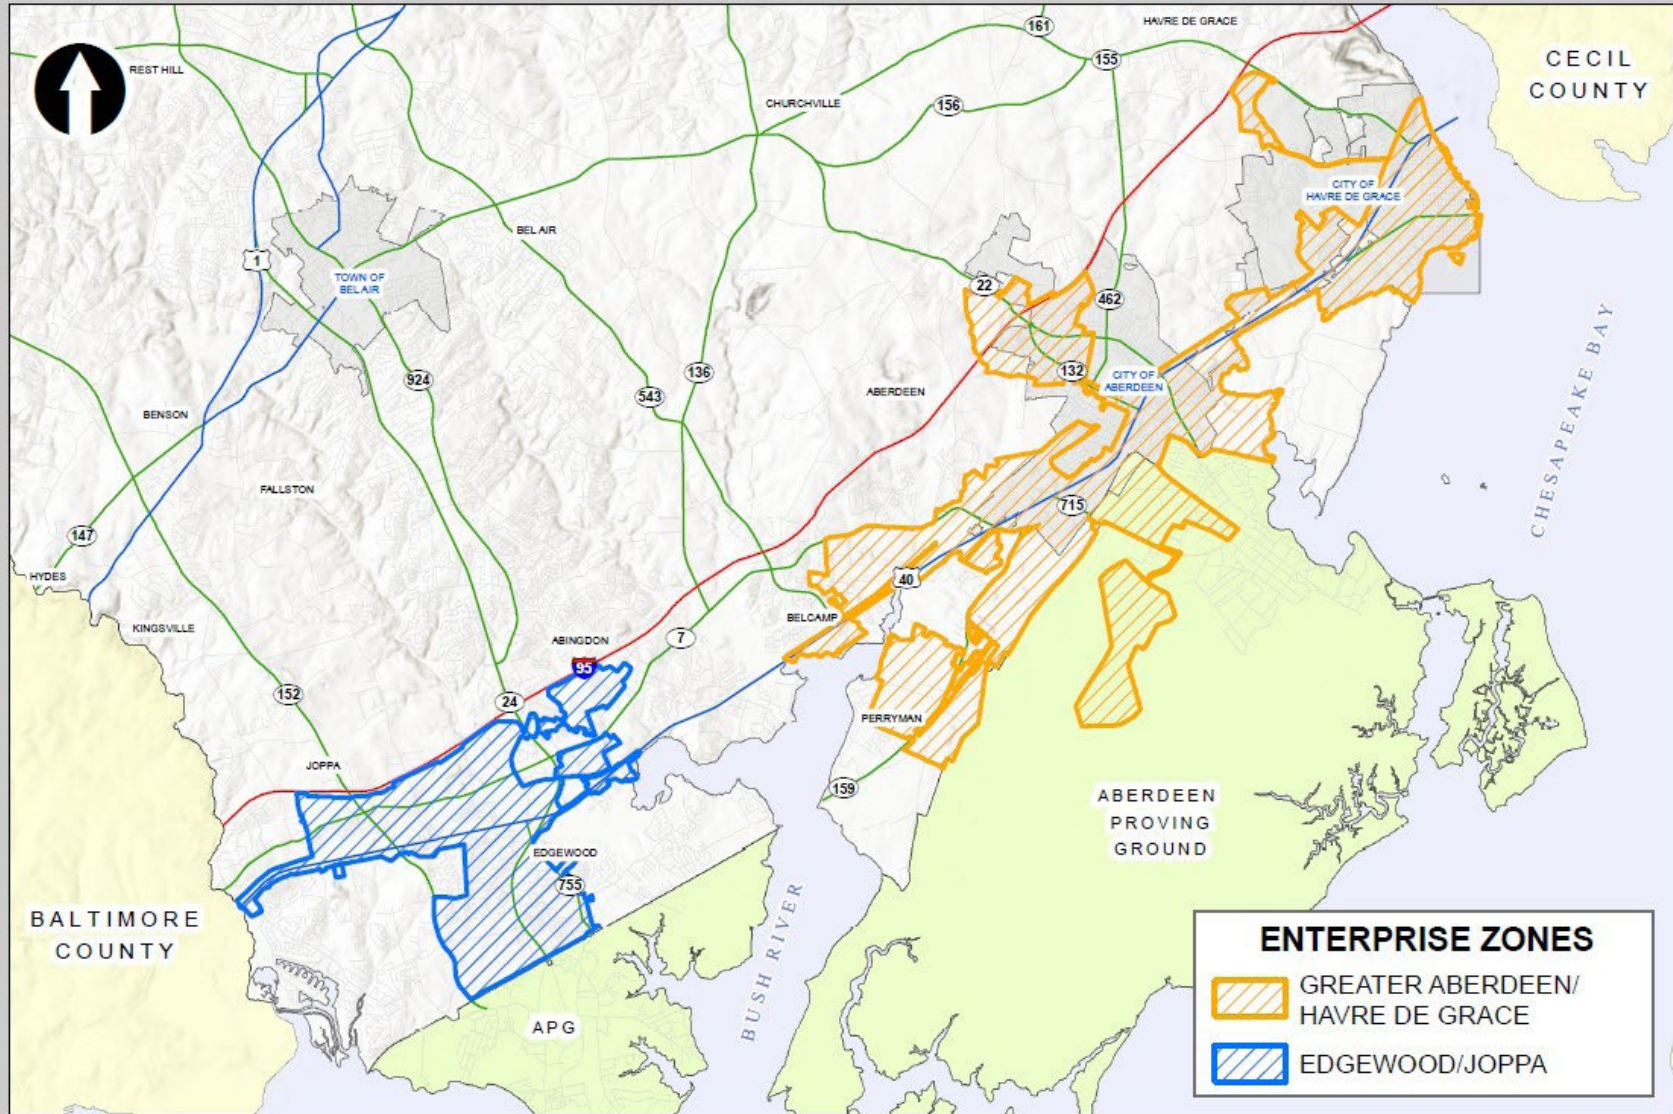 161
HAVRE DE GRACE
155
CECIL
COUNTY
REST HILL
CHURCHVILLE
156
CITY OF
HAVRE DE GRACE
BEL AIR
1
TOWN OF
BEL AIR
22
462
CHESAPEAKE BAY
136
132
CITY OF
ABERDEEN
924
543
ABERDEEN
BENSON
FALLSTON
715
147
HYDES
40
BELCAMP
KINGSVILLE
ABINGDON
7
95
152
24
PERRYMAN
JOPPA
159
ABERDEEN
PROVING
GROUND
EDGEWOOD
755
BALTIMORE
COUNTY
BUSH RIVER
APG
ENTERPRISE ZONES
GREATER ABERDEEN/
HAVRE DE GRACE
EDGEWOOD/JOPPA